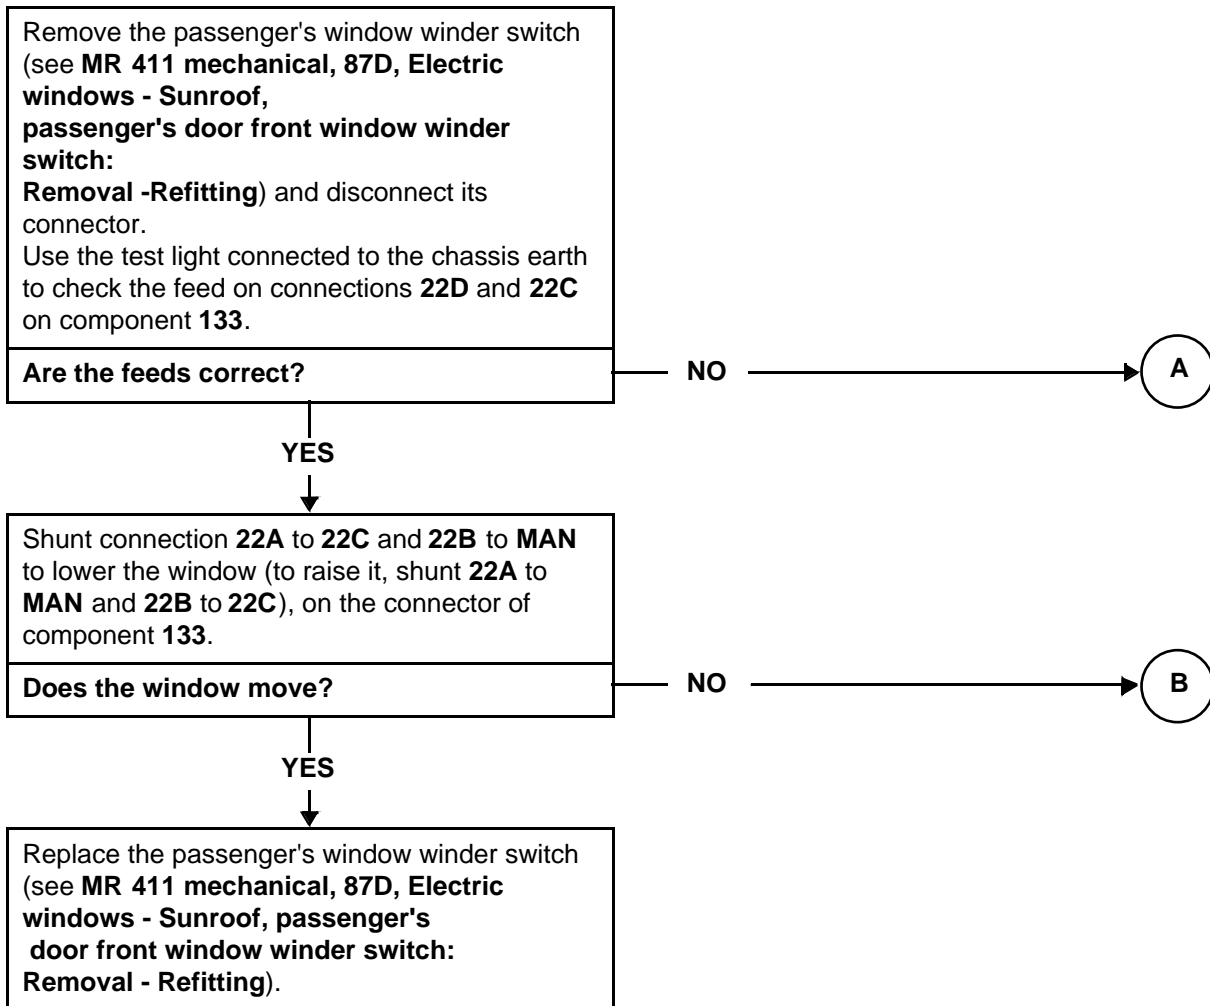 Remove the passenger's window winder switch
(see MR 411 mechanical, 87D, Electric
windows - Sunroof,
passenger's door front window winder
switch:
Removal -Refitting) and disconnect its
connector.
Use the test light connected to the chassis earth
to check the feed on connections 22D and 22C
on component 133.
Are the feeds correct?
NO
A
YES
Shunt connection 22A to 22C and 22B to MAN
to lower the window (to raise it, shunt 22A to
MAN and 22B to 22C), on the connector of
component 133.
Does the window move?
NO
B
YES
Replace the passenger's window winder switch
(see MR 411 mechanical, 87D, Electric
windows - Sunroof, passenger's
door front window winder switch:
Removal - Refitting).